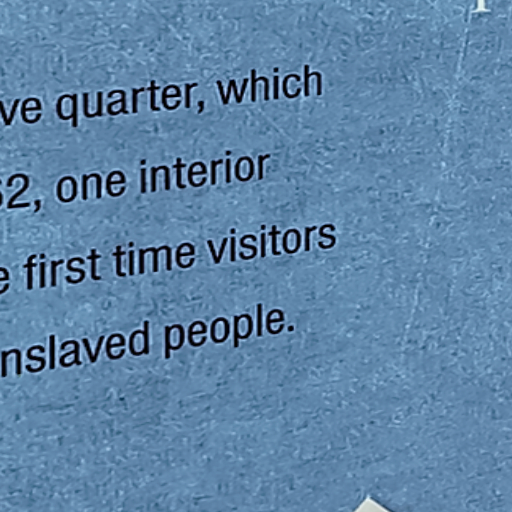 ve quarter, which
2, one interior
e first time visitors
nslaved people.